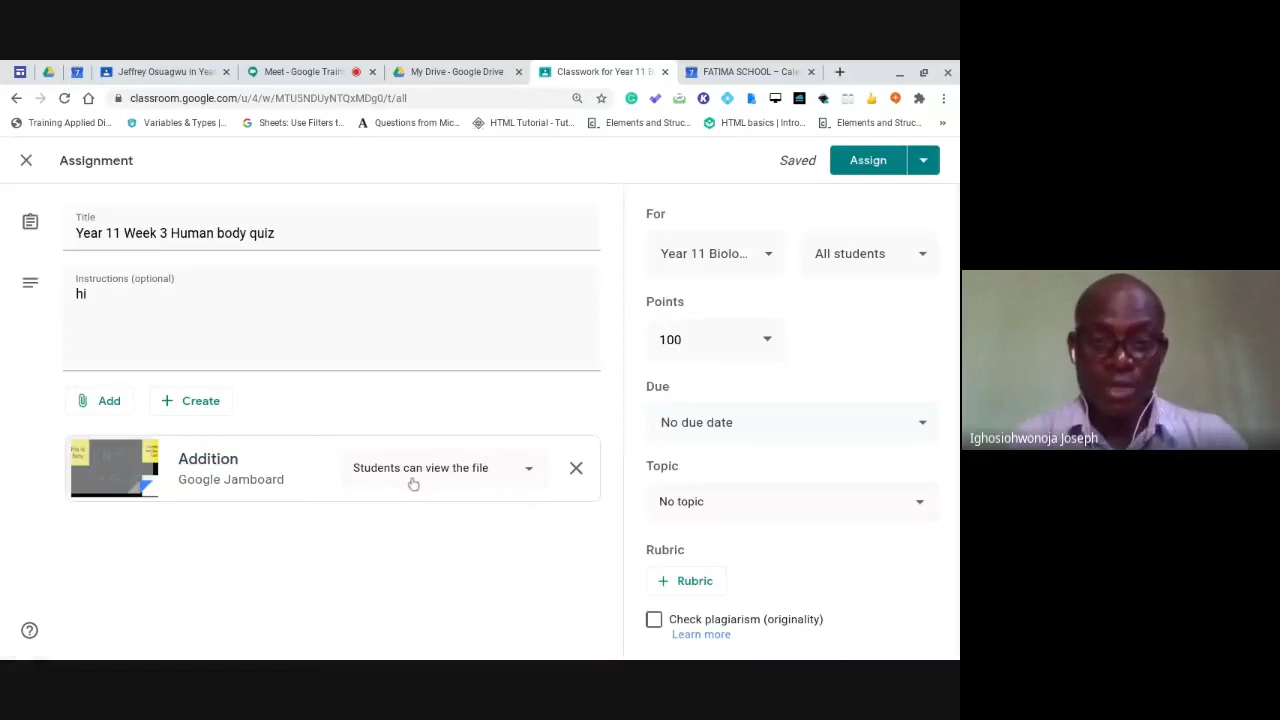 Jeffrey Osuagwu in Yea
Meet - Google Train
My Drive - Google Drive
Classwork for Year 11 B
FATIMA SCHOOL – Cale
classroom.google.com/u/4/w/MTU5NDUyNTQxMDg0/t/all
Training Applied Di...
Variables & Types |...
Sheets: Use Filters t...
Questions from Mic...
HTML Tutorial - Tut...
Elements and Struc...
HTML basics | Intro...
Elements and Struc...
Assignment
Saved
Assign
Title
Year 11 Week 3 Human body quiz
Instructions (optional)
hi
Add
Create
Addition
Google Jamboard
Students can view the file
For
Year 11 Biolo...
All students
Points
100
Due
No due date
Topic
No topic
Rubric
Rubric
Check plagiarism (originality)
Learn more
Ighosiohwonoja Joseph